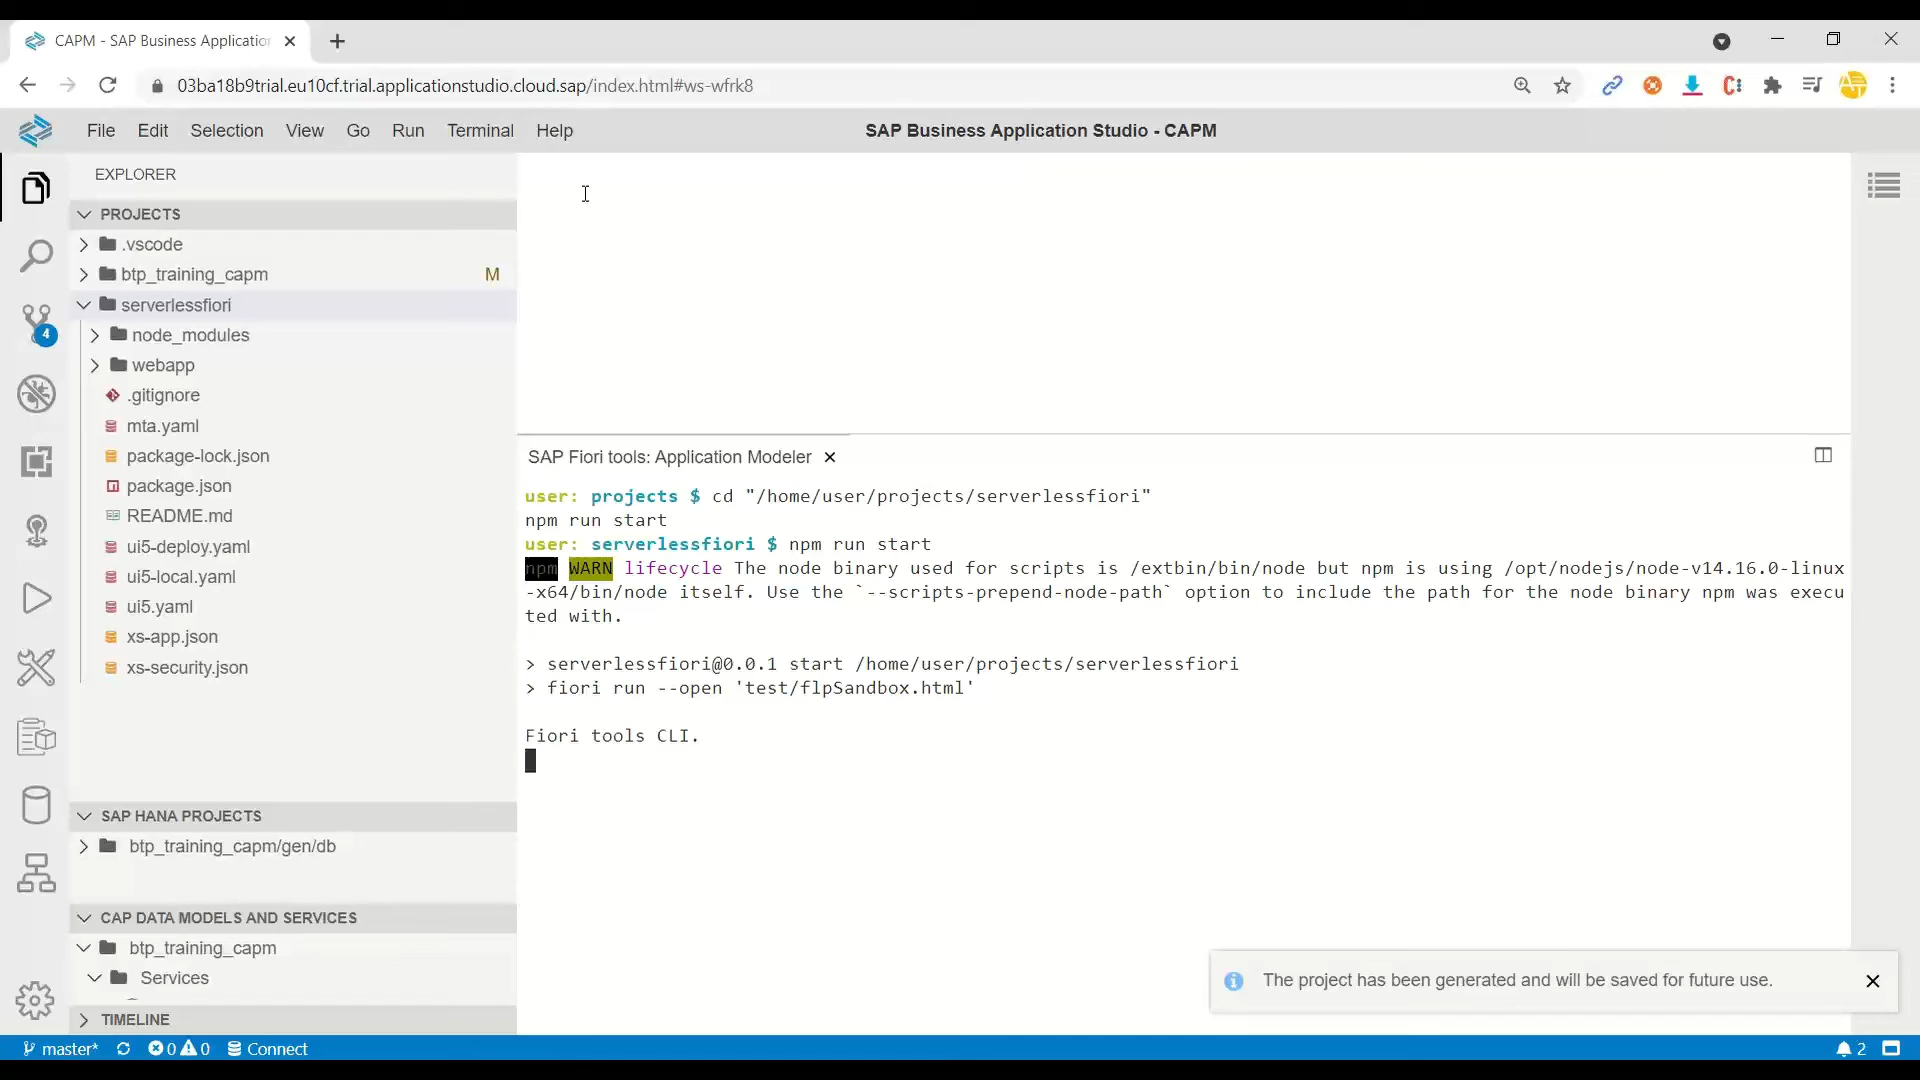 CAPM - SAP Business Applicatio
03ba18b9trial.eu10cf.trial.applicationstudio.cloud.sap/index.html#ws-wfrk8
File Edit Selection View Go Run Terminal Help
SAP Business Application Studio - CAPM
EXPLORER
PROJECTS
.vscode
btp_training_capm M
serverlessfiori
node_modules
4
webapp
.gitignore
mta.yaml
package-lock.json
package.json
README.md
ui5-deploy.yaml
ui5-local.yaml
ui5.yaml
xs-app.json
xs-security.json
SAP HANA PROJECTS
btp_training_capm/gen/db
CAP DATA MODELS AND SERVICES
btp_training_capm
Services
TIMELINE
SAP Fiori tools: Application Modeler
user: projects $ cd "/home/user/projects/serverlessfiori"
npm run start
user: serverlessfiori $ npm run start
npm WARN lifecycle The node binary used for scripts is /extbin/bin/node but npm is using /opt/nodejs/node-v14.16.0-linux
-x64/bin/node itself. Use the `--scripts-prepend-node-path` option to include the path for the node binary npm was execu
ted with.
> serverlessfiori@0.0.1 start /home/user/projects/serverlessfiori
> fiori run --open 'test/flpSandbox.html'
Fiori tools CLI.
The project has been generated and will be saved for future use.
master* 0 0 Connect
2